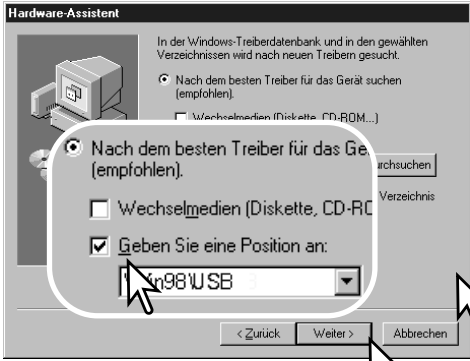 Hardware-Assistent
In der Windows-Treiberdatenbank und in den gewählten
Verzeichnissen wird nach neuen Treibern gesucht.
Nach dem besten Treiber für das Gerät suchen
(empfohlen).
Wechselmedien (Diskette, CD-ROM...)
Nach dem besten Treiber für das Ge
(empfohlen).
urchsuchen
Wechselmedien (Diskette, CD-RO
Verzeichnis
Geben Sie eine Position an:
n98\USB
< Zurück
Weiter >
Abbrechen